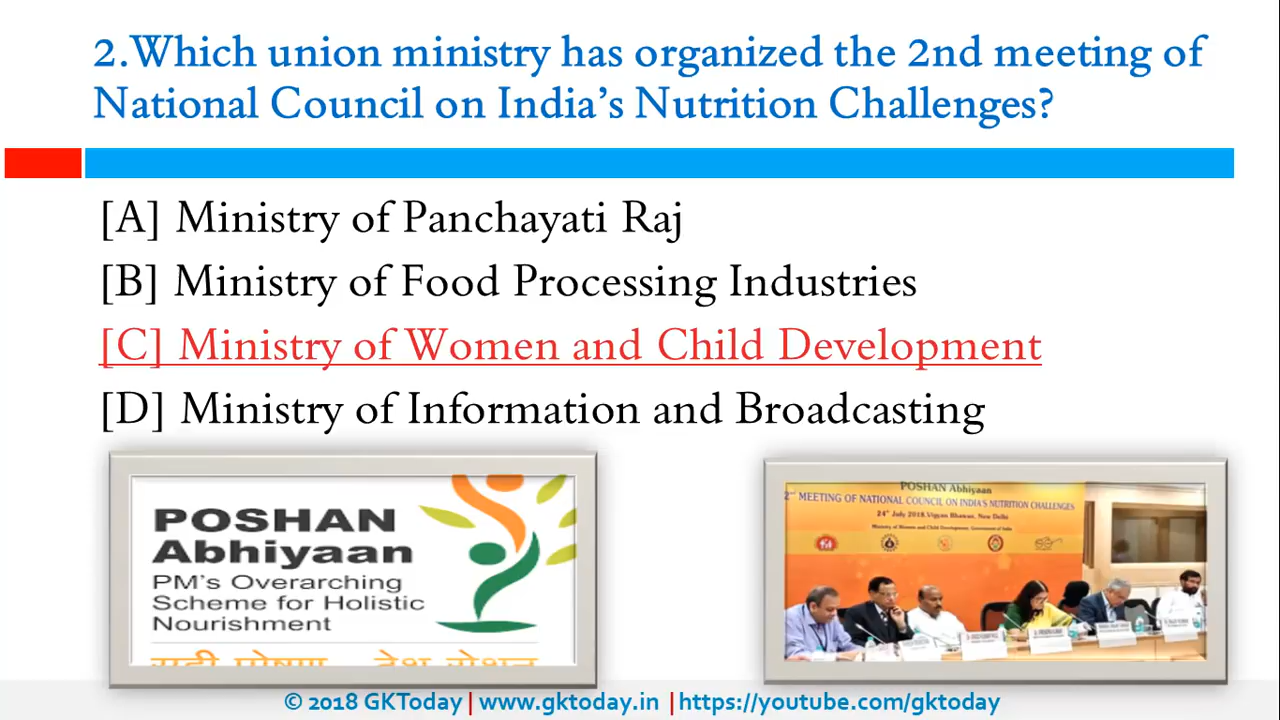 2.Which union ministry has organized the 2nd meeting of
National Council on India's Nutrition Challenges?
[A] Ministry of Panchayati Raj
[B] Ministry of Food Processing Industries
[C] Ministry of Women and Child Development
[D] Ministry of Information and Broadcasting
POSHAN
Abhiyaan
PM's Overarching
Scheme for Holistic
Nourishment
POSHAN Abhiyaan
2nd MEETING OF NATIONAL COUNCIL ON INDIA'S NUTRITION CHALLENGES
24th July 2018, Vigyan Bhawan, New Delhi
Ministry of Women and Child Development, Government of India
© 2018 GKToday | www.gktoday.in | https://youtube.com/gktoday